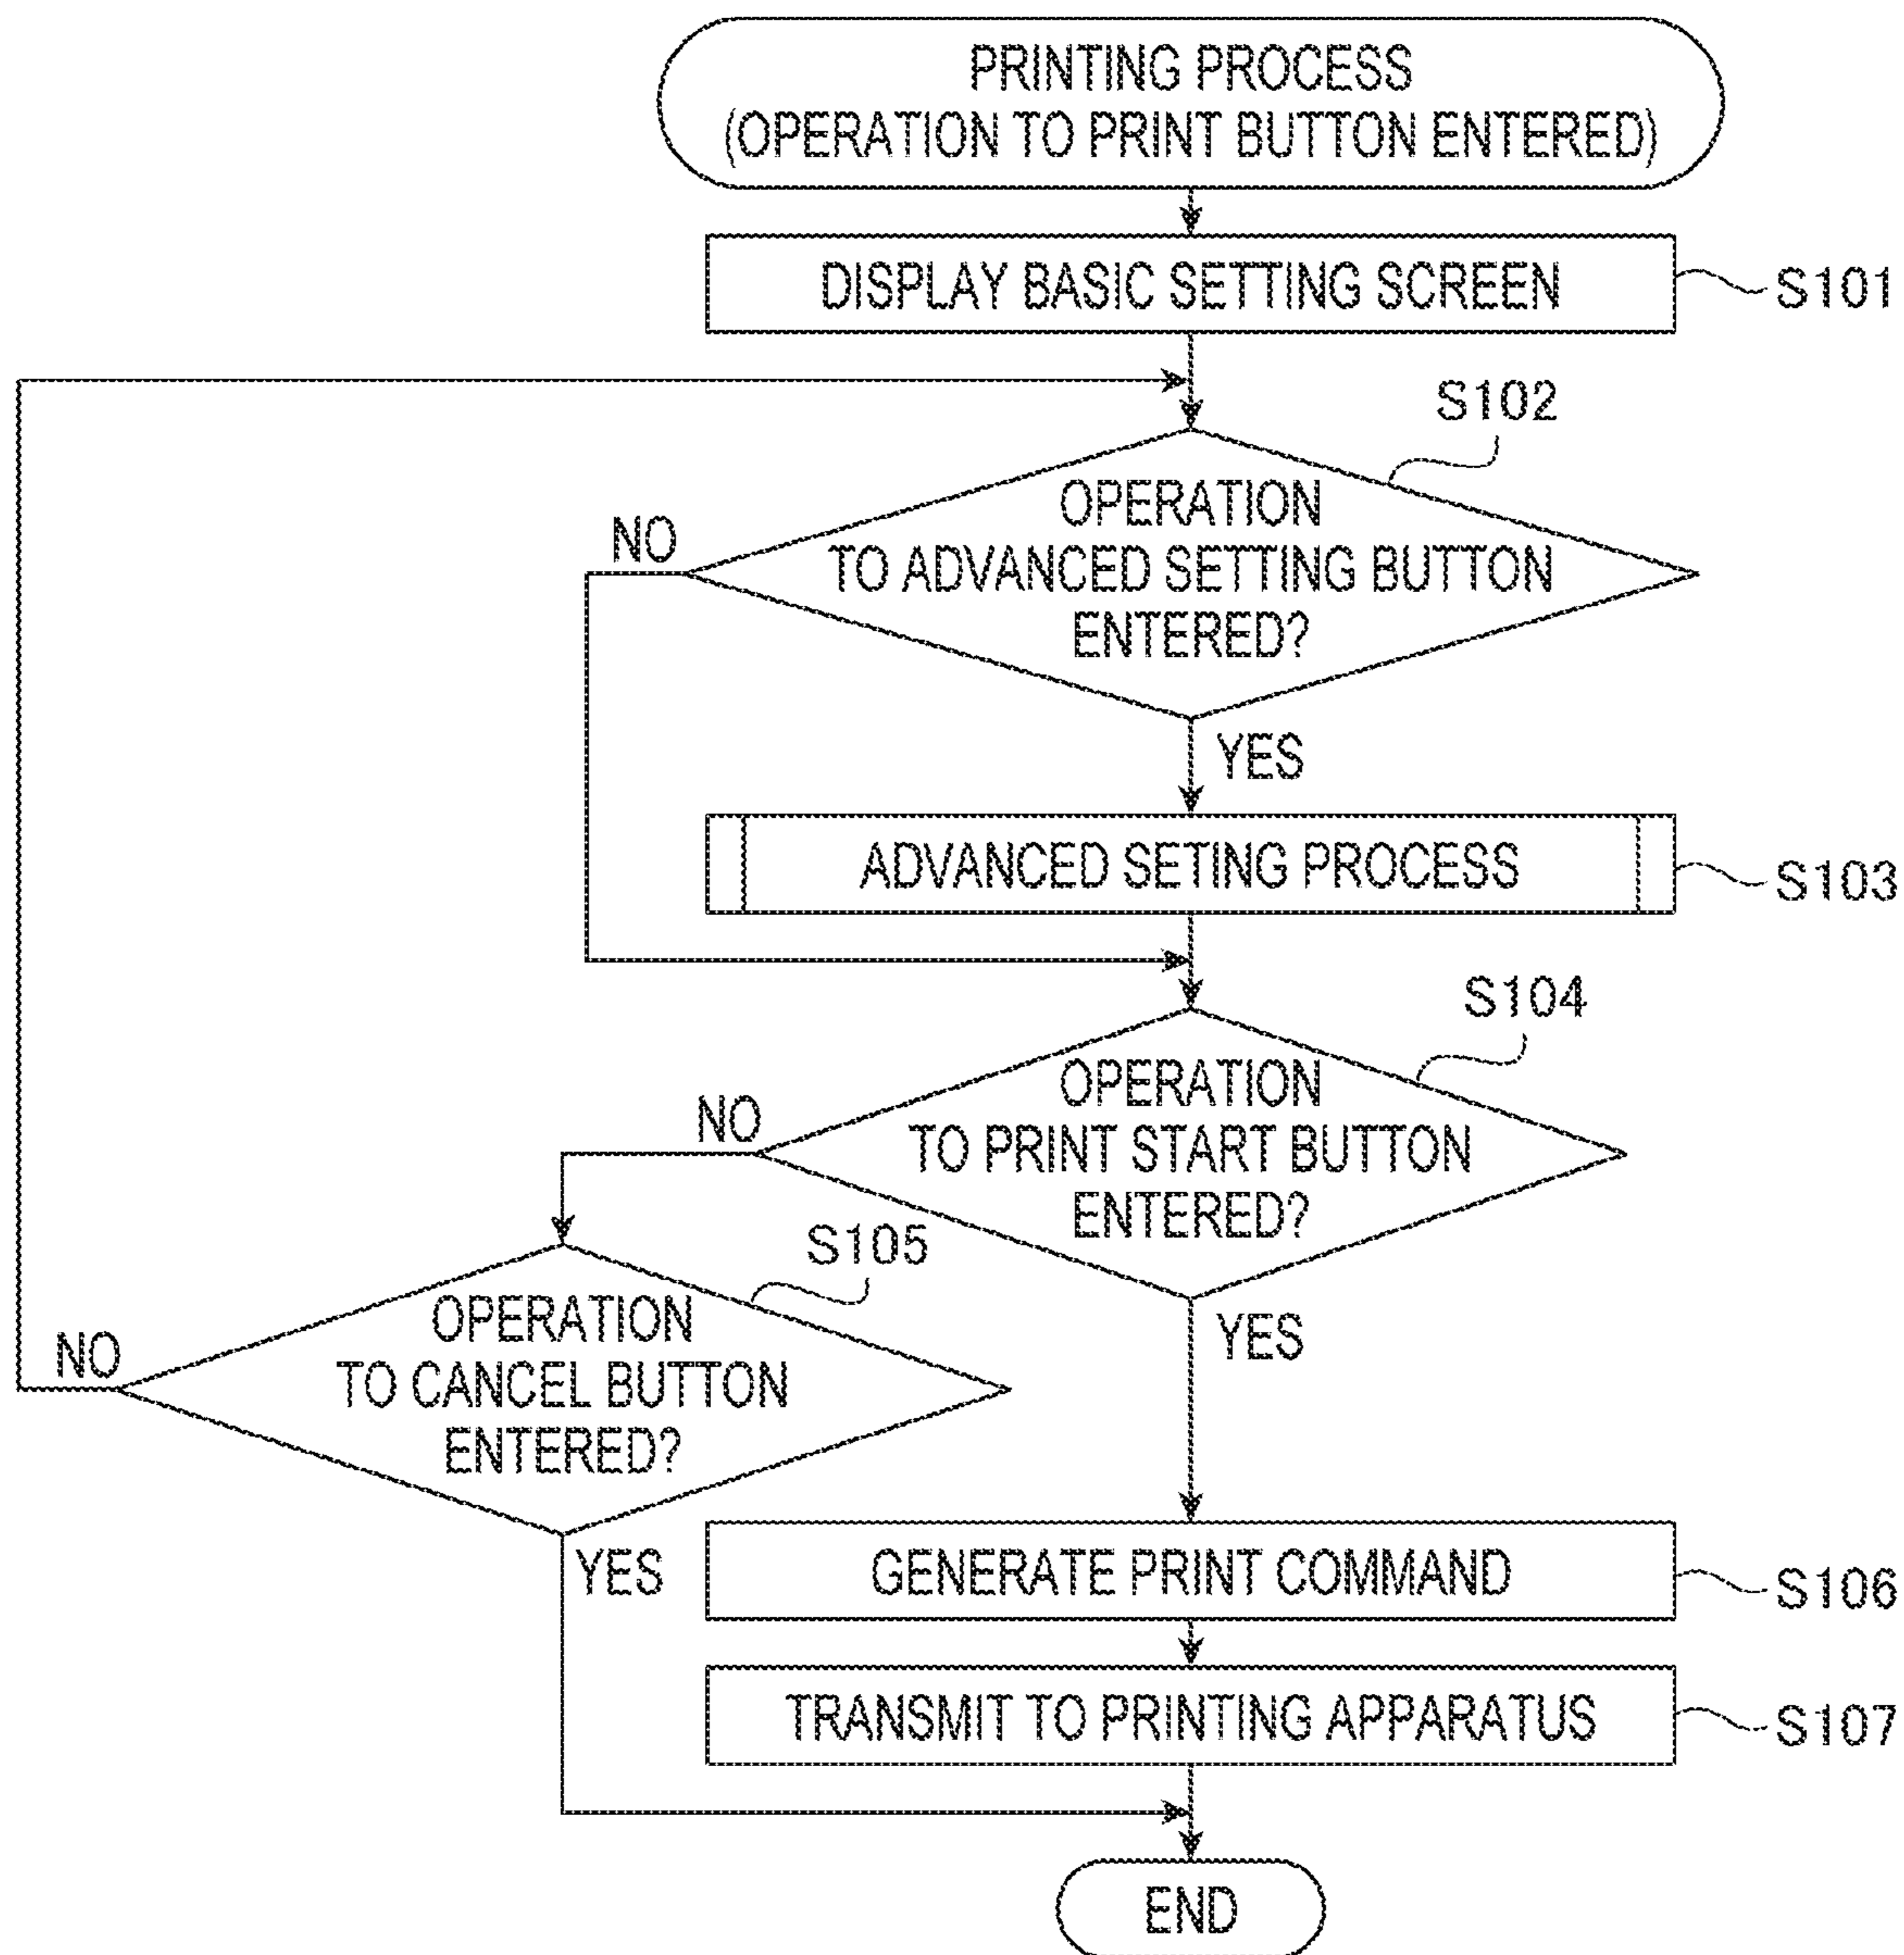 PRINTING PROCESS
(OPERATION TO PRINT BUTTON ENTERED)
DISPLAY BASIC SETTING SCREEN
S101
S102
OPERATION
TO ADVANCED SETTING BUTTON
ENTERED?
NO
YES
ADVANCED SETING PROCESS
S103
S104
OPERATION
TO PRINT START BUTTON
ENTERED?
NO
YES
S105
OPERATION
TO CANCEL BUTTON
ENTERED?
NO
YES
GENERATE PRINT COMMAND
S106
TRANSMIT TO PRINTING APPARATUS
S107
END